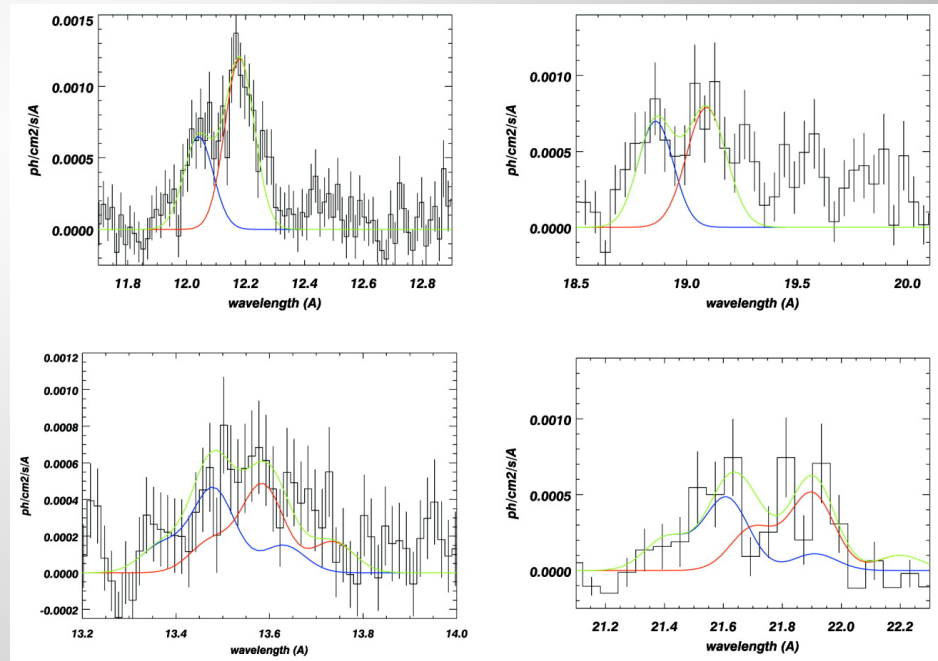 0.0015
0.0010
0.0005
0.0000
ph/cm2/s/A
11.8 12.0 12.2 12.4 12.6 12.8
wavelength (A)
0.0010
0.0005
0.0000
ph/cm2/s/A
18.5 19.0 19.5 20.0
wavelength (A)
0.0012
0.0010
0.0008
0.0006
0.0004
0.0002
0.0000
-0.0002
ph/cm2/s/A
13.2 13.4 13.6 13.8 14.0
wavelength (A)
0.0010
0.0005
0.0000
ph/cm2/s/A
21.2 21.4 21.6 21.8 22.0 22.2
wavelength (A)